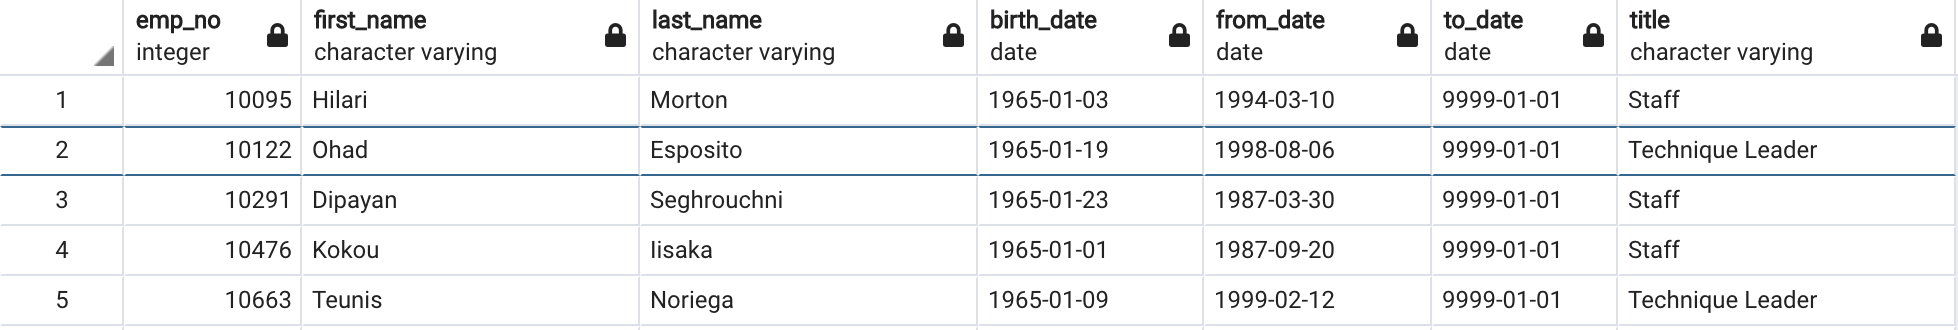 emp_no first_name last_name birth_date from_date to_date title
integer character varying character varying date date date character varying
1 10095 Hilari Morton 1965-01-03 1994-03-10 9999-01-01 Staff
2 10122 Ohad Esposito 1965-01-19 1998-08-06 9999-01-01 Technique Leader
3 10291 Dipayan Seghrouchni 1965-01-23 1987-03-30 9999-01-01 Staff
4 10476 Kokou Iisaka 1965-01-01 1987-09-20 9999-01-01 Staff
5 10663 Teunis Noriega 1965-01-09 1999-02-12 9999-01-01 Technique Leader